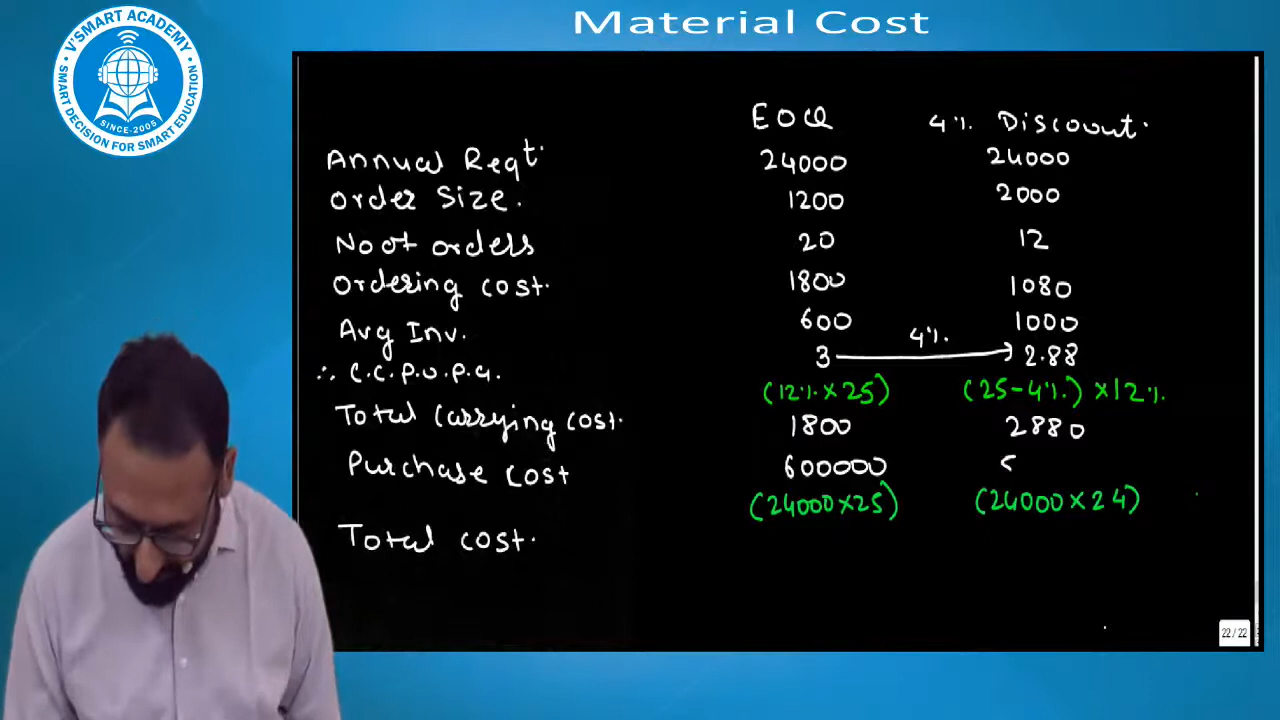 Material Cost
V'SMART ACADEMY
SINCE-2005
SMART DECISION FOR SMART EDUCATION
EOQ 4%. Discount.
Annual Reqt. 24000 24000
Order Size. 1200 2000
No of orders 20 12
Ordering cost. 1800 1080
Avg Inv. 600 1000
4%.
∴ C.C.P.U.P.A. 3 2.88
(12%. × 25) (25-4%.) × 12%.
Total Carrying cost. 1800 2880
Purchase cost 600000
(24000×25) (24000×24)
Total cost.
22 / 22